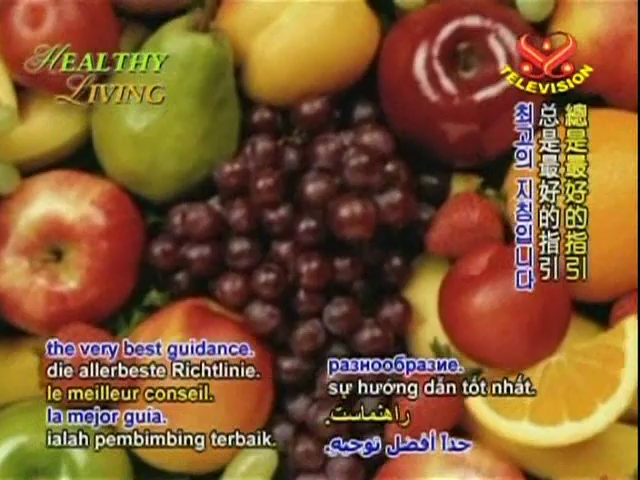 HEALTHY
LIVING
TELEVISION
總是最好的指引
总是最好的指引
최고의 지침입니다
the very best guidance.
die allerbeste Richtlinie.
le meilleur conseil.
la mejor guia.
ialah pembimbing terbaik.
разнообразие.
sự hướng dẫn tốt nhất.
راهنماست.
حداً أفضل توجيه.